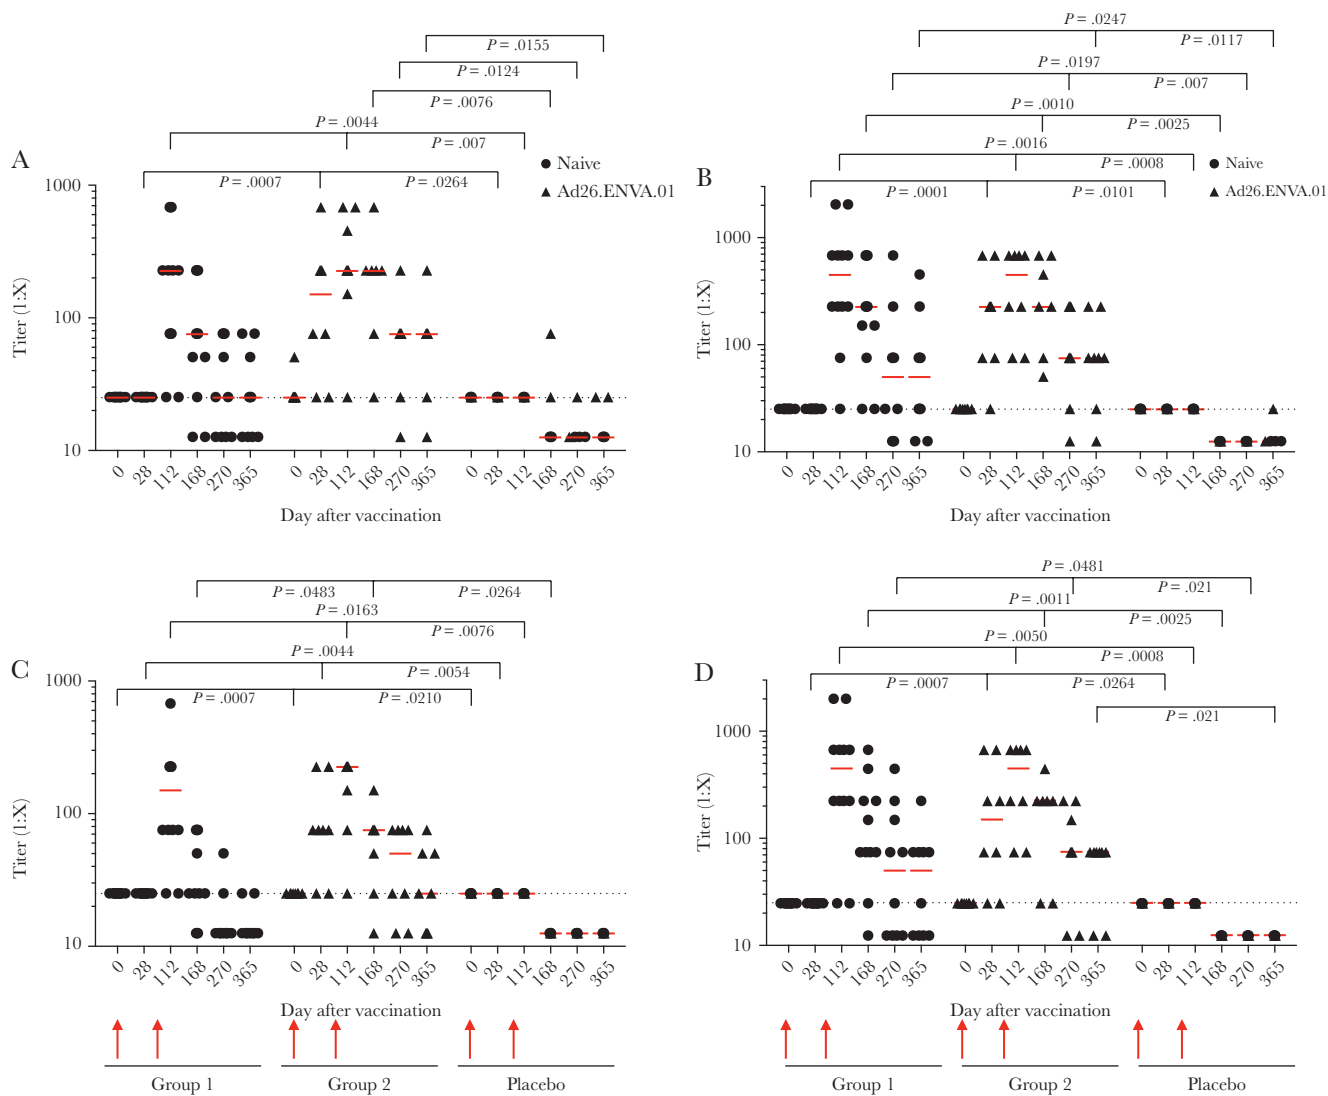 P = .0155
P = .0124
P = .0076
P = .0044
P = .007
P = .0007
P = .0264
A
Naive
Ad26.ENVA.01
1000
100
10
Titer (1:X)
0 28 112 168 270 365 0 28 112 168 270 365 0 28 112 168 270 365
Day after vaccination
P = .0247
P = .0117
P = .0197
P = .007
P = .0010
P = .0025
P = .0016
P = .0008
P = .0001
P = .0101
B
Naive
Ad26.ENVA.01
1000
100
10
Titer (1:X)
0 28 112 168 270 365 0 28 112 168 270 365 0 28 112 168 270 365
Day after vaccination
P = .0483
P = .0264
P = .0163
P = .0076
P = .0044
P = .0054
P = .0007
P = .0210
C
1000
100
10
Titer (1:X)
0 28 112 168 270 365 0 28 112 168 270 365 0 28 112 168 270 365
Day after vaccination
Group 1
Group 2
Placebo
P = .0481
P = .021
P = .0011
P = .0025
P = .0050
P = .0008
P = .0007
P = .0264
P = .021
D
1000
100
10
Titer (1:X)
0 28 112 168 270 365 0 28 112 168 270 365 0 28 112 168 270 365
Day after vaccination
Group 1
Group 2
Placebo